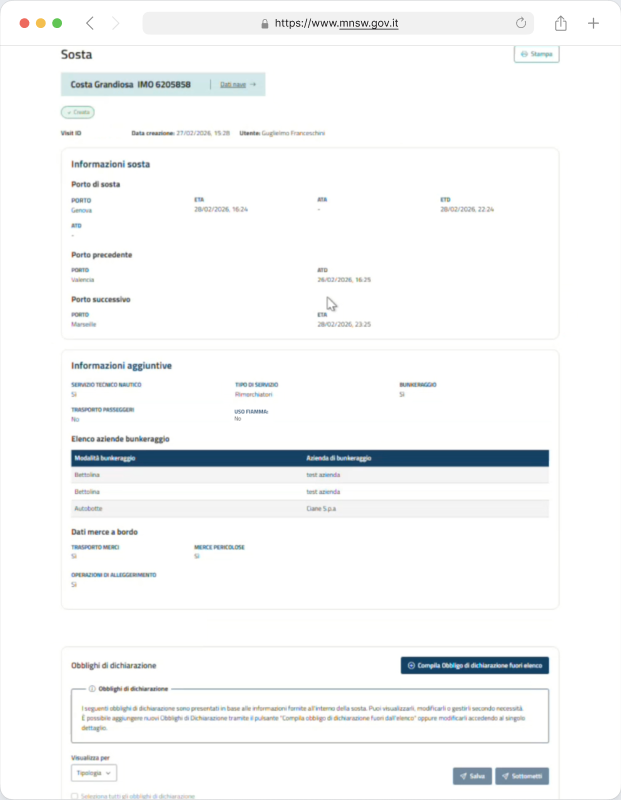 https://www.mnsw.gov.it
Sosta
Stampa
Costa Grandiosa IMO 6205858
Dati nave
Creata
Visit ID
Data creazione: 27/02/2026, 15:28
Utente: Guglielmo Franceschini
Informazioni sosta
Porto di sosta
PORTO ETA ATA ETD
Genova 28/02/2026, 16:24 - 28/02/2026, 22:24
ATD
-
Porto precedente
PORTO ATD
Valencia 26/02/2026, 16:25
Porto successivo
PORTO ETA
Marseille 28/02/2026, 23:25
Informazioni aggiuntive
SERVIZIO TECNICO NAUTICO TIPO DI SERVIZIO BUNKERAGGIO
Sì Rimorchiatori Sì
TRASPORTO PASSEGGERI USO FIAMMA:
No No
Elenco aziende bunkeraggio
Modalità bunkeraggio Azienda di bunkeraggio
Bettolina test azienda
Bettolina test azienda
Autobotte Ciane S.p.a
Dati merce a bordo
TRASPORTO MERCI MERCE PERICOLOSE
Sì Sì
OPERAZIONI DI ALLEGGERIMENTO
Sì
Obblighi di dichiarazione
Compila Obbligo di dichiarazione fuori elenco
Obblighi di dichiarazione
I seguenti obblighi di dichiarazione sono presentati in base alle informazioni fornite all'interno della sosta. Puoi visualizzarli, modificarli o gestirli secondo necessità.
È possibile aggiungere nuovi Obblighi di Dichiarazione tramite il pulsante "Compila obbligo di dichiarazione fuori dall'elenco" oppure modificarli accedendo al singolo
dettaglio.
Visualizza per
Tipologia
Salva
Sottometti
Seleziona tutti gli obblighi di dichiarazione